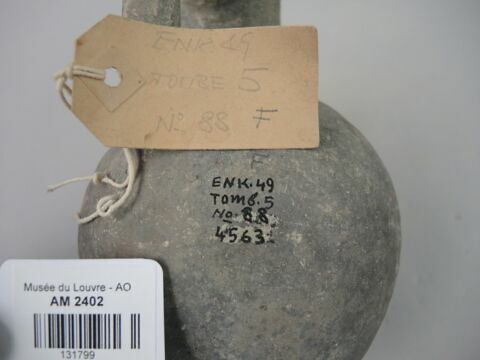 ENK.49
TOMBE 5
No 88 F
F
ENK.49
TOMB.5
No.88.
4563
Musée du Louvre - AO
AM 2402
131799